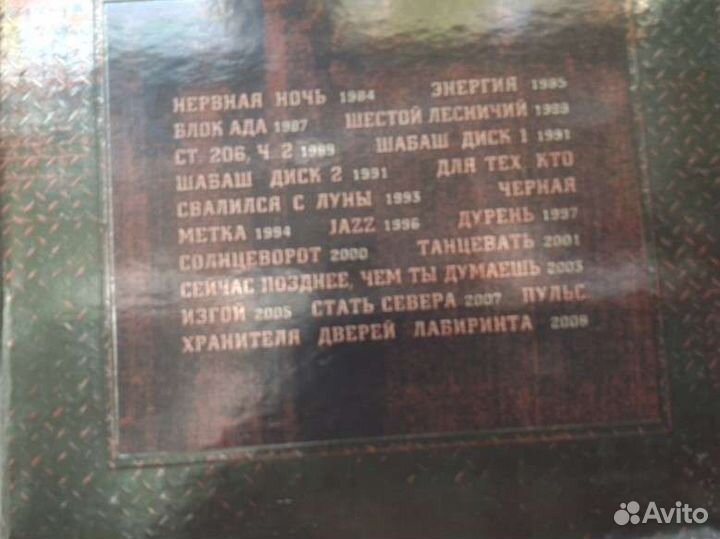 НЕРВНАЯ НОЧЬ 1984 ЭНЕРГИЯ 1985
БЛОК АДА 1987 ШЕСТОЙ ЛЕСНИЧИЙ 1989
СТ. 206, Ч. 2 1989 ШАБАШ ДИСК 1 1991
ШАБАШ ДИСК 2 1991 ДЛЯ ТЕХ, КТО
СВАЛИЛСЯ С ЛУНЫ 1993 ЧЕРНАЯ
МЕТКА 1994 JAZZ 1996 ДУРЕНЬ 1997
СОЛНЦЕВОРОТ 2000 ТАНЦЕВАТЬ 2001
СЕЙЧАС ПОЗДНЕЕ, ЧЕМ ТЫ ДУМАЕШЬ 2003
ИЗГОЙ 2005 СТАТЬ СЕВЕРА 2007 ПУЛЬС
ХРАНИТЕЛЯ ДВЕРЕЙ ЛАБИРИНТА 2008
Avito